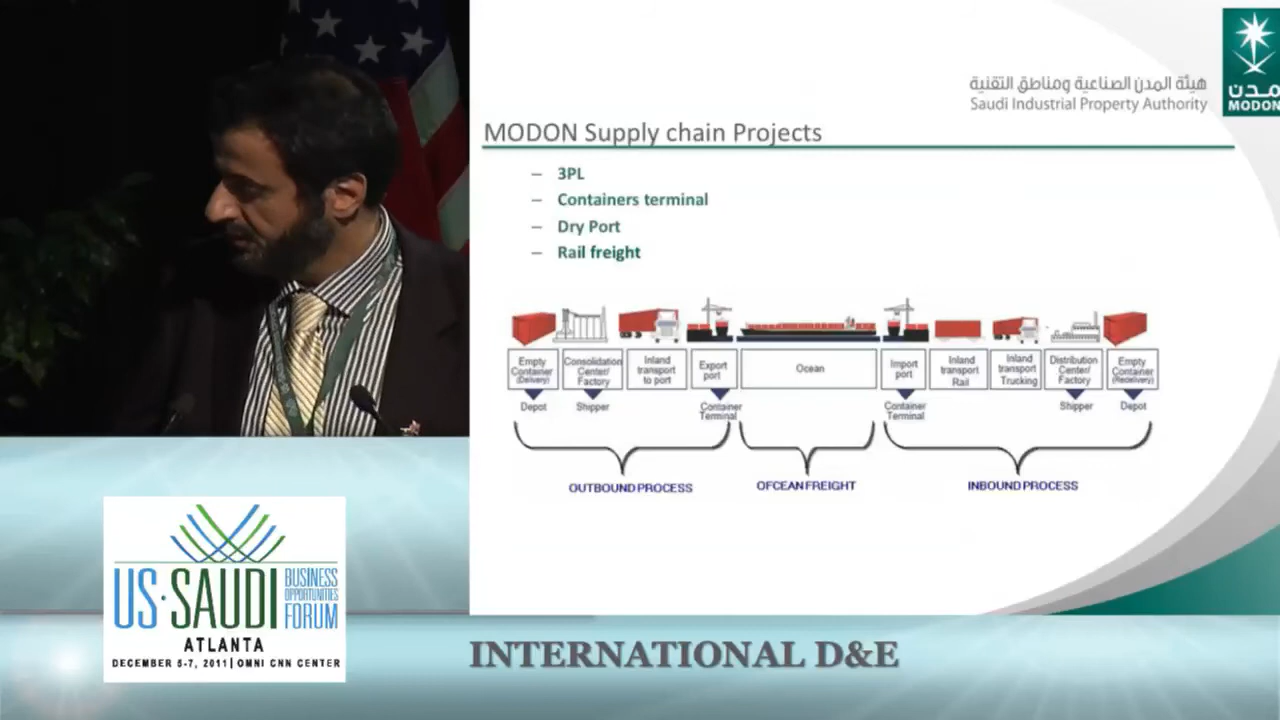 هيئة المدن الصناعية ومناطق التقنية
Saudi Industrial Property Authority
مدن
MODON
MODON Supply chain Projects
– 3PL
– Containers terminal
– Dry Port
– Rail freight
Empty
Container
(Delivery)
Depot
Consolidation
Center/
Factory
Shipper
Inland
transport
to port
Export
port
Container
Terminal
Ocean
Import
port
Container
Terminal
Inland
transport
Rail
Inland
transport
Trucking
Distribution
Center/
Factory
Shipper
Empty
Container
(Redelivery)
Depot
OUTBOUND PROCESS
OFCEAN FREIGHT
INBOUND PROCESS
US·SAUDI
BUSINESS
OPPORTUNITIES
FORUM
ATLANTA
DECEMBER 5-7, 2011 | OMNI CNN CENTER
INTERNATIONAL D&E